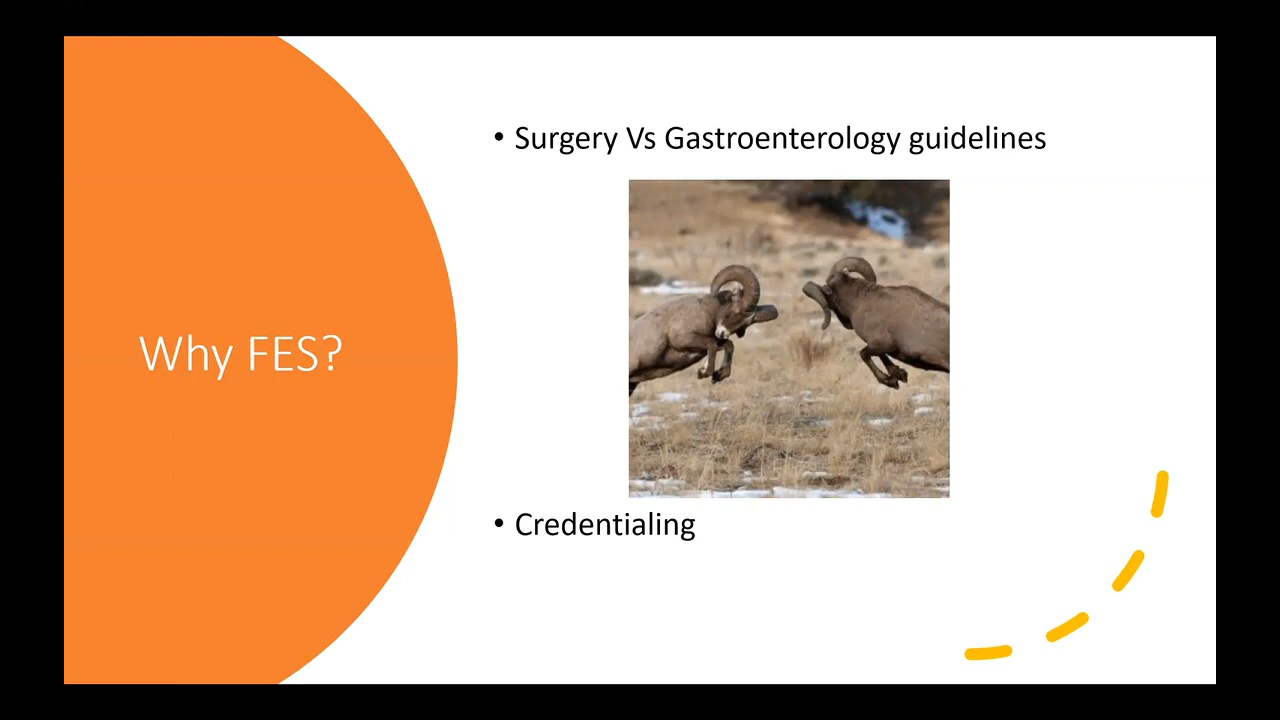 Why FES?
• Surgery Vs Gastroenterology guidelines
• Credentialing